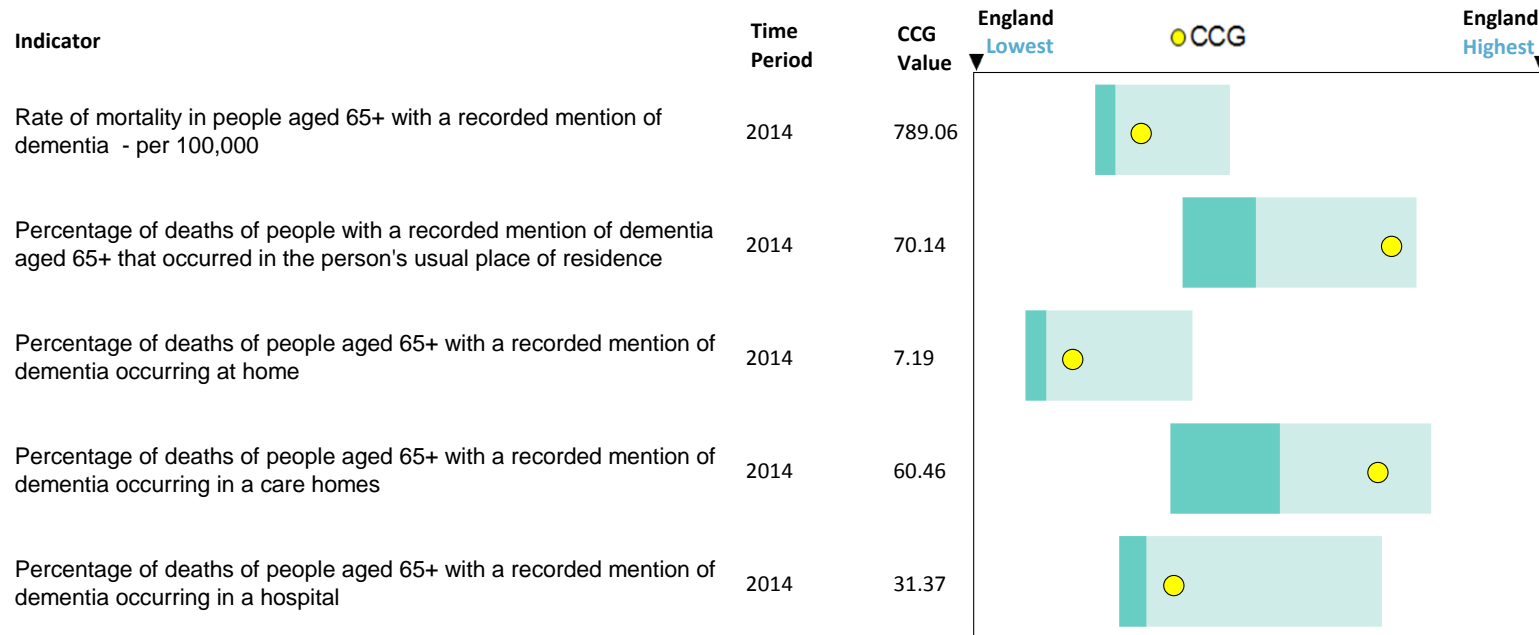 Indicator
Time
Period
CCG
Value
England
Lowest
CCG
England
Highest
Rate of mortality in people aged 65+ with a recorded mention of
dementia - per 100,000
2014
789.06
Percentage of deaths of people with a recorded mention of dementia
aged 65+ that occurred in the person's usual place of residence
2014
70.14
Percentage of deaths of people aged 65+ with a recorded mention of
dementia occurring at home
2014
7.19
Percentage of deaths of people aged 65+ with a recorded mention of
dementia occurring in a care homes
2014
60.46
Percentage of deaths of people aged 65+ with a recorded mention of
dementia occurring in a hospital
2014
31.37